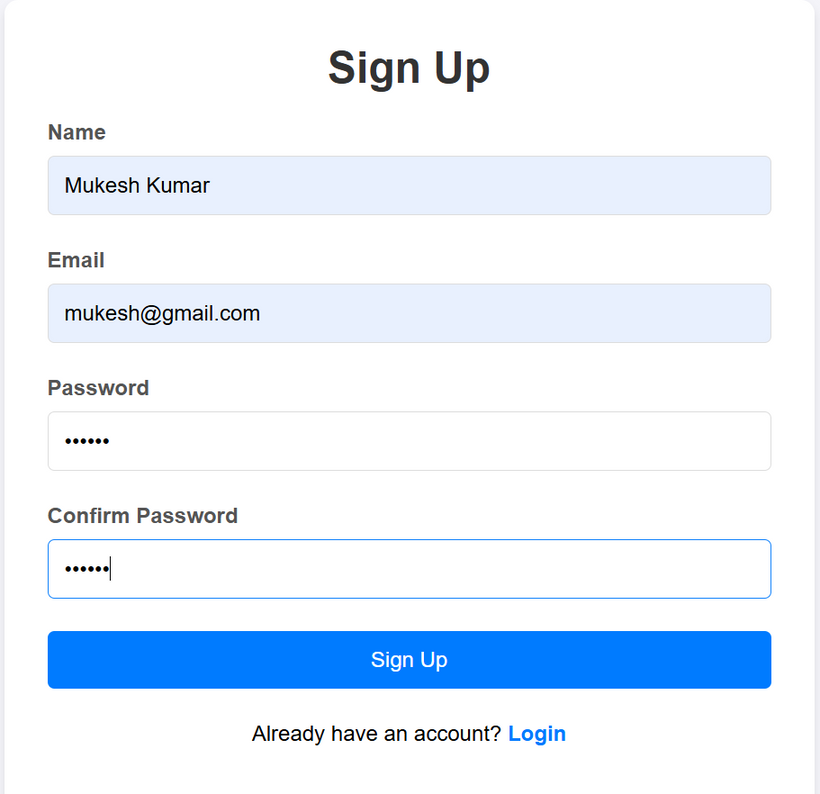 Sign Up
Name
Mukesh Kumar
Email
mukesh@gmail.com
Password
••••••
Confirm Password
••••••
Sign Up
Already have an account? Login